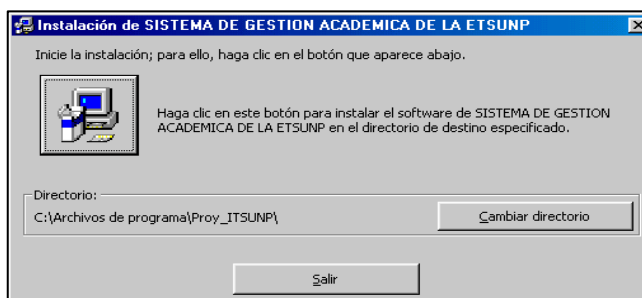 Instalación de SISTEMA DE GESTION ACADEMICA DE LA ETSUNP
Inicie la instalación; para ello, haga clic en el botón que aparece abajo.
Haga clic en este botón para instalar el software de SISTEMA DE GESTION
ACADEMICA DE LA ETSUNP en el directorio de destino especificado.
Directorio:
C:\Archivos de programa\Proy_ITSUNP\
Cambiar directorio
Salir